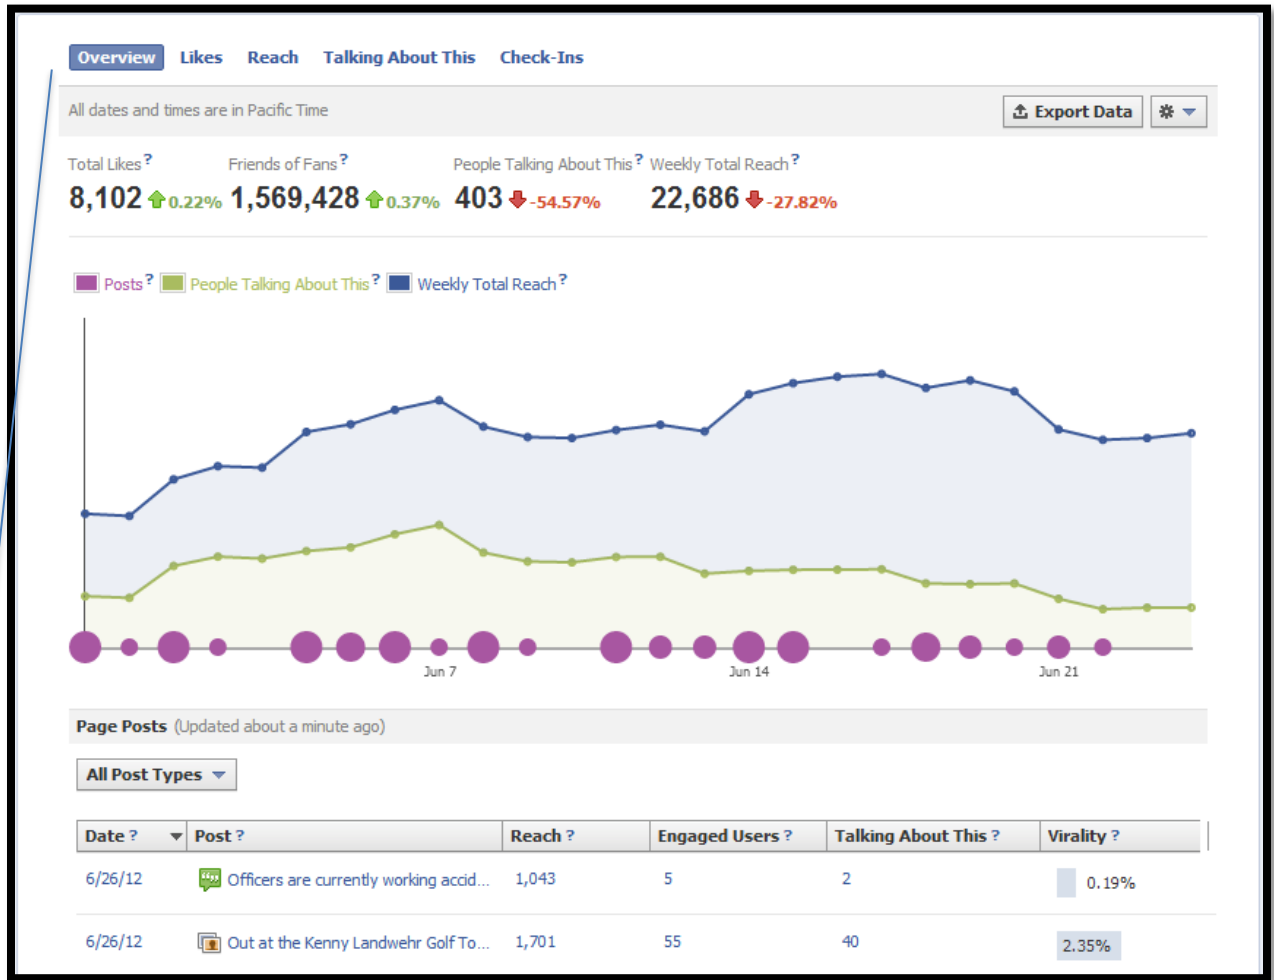 Overview Likes Reach Talking About This Check-Ins
All dates and times are in Pacific Time Export Data
Total Likes? Friends of Fans? People Talking About This? Weekly Total Reach?
8,102 0.22% 1,569,428 0.37% 403 -54.57% 22,686 -27.82%
Posts? People Talking About This? Weekly Total Reach?
Jun 7 Jun 14 Jun 21
Page Posts (Updated about a minute ago)
All Post Types
Date ? Post ? Reach ? Engaged Users ? Talking About This ? Virality ?
6/26/12 Officers are currently working accid... 1,043 5 2 0.19%
6/26/12 Out at the Kenny Landwehr Golf To... 1,701 55 40 2.35%